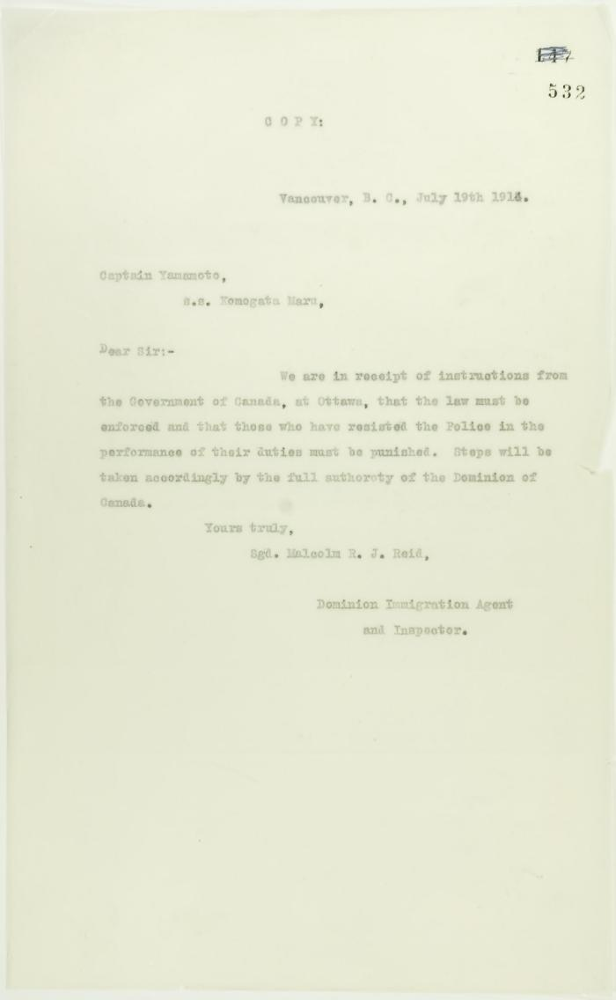 532
C O P Y:
Vancouver, B. C., July 19th 1914.
Captain Yamamoto,
s.s. Komogata Maru,
Dear Sir:-
We are in receipt of instructions from
the Government of Canada, at Ottawa, that the law must be
enforced and that those who have resisted the Police in the
performance of their duties must be punished. Steps will be
taken accordingly by the full authorety of the Dominion of
Canada.
Yours truly,
Sgd. Malcolm R. J. Reid,
Dominion Immigration Agent
and Inspector.